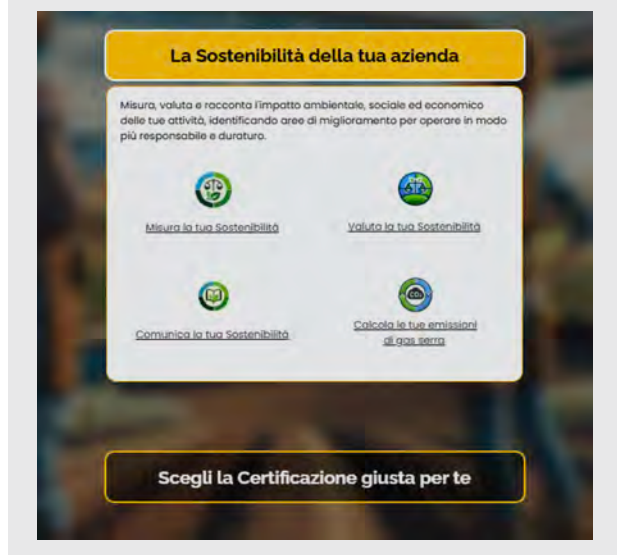 La Sostenibilità della tua azienda
Misura, valuta e racconta l'impatto ambientale, sociale ed economico
delle tue attività, identificando aree di miglioramento per operare in modo
più responsabile e duraturo.
Misura la tua Sostenibilità
Valuta la tua Sostenibilità
Comunica la tua Sostenibilità
CO₂
Calcola le tue emissioni
di gas serra
Scegli la Certificazione giusta per te